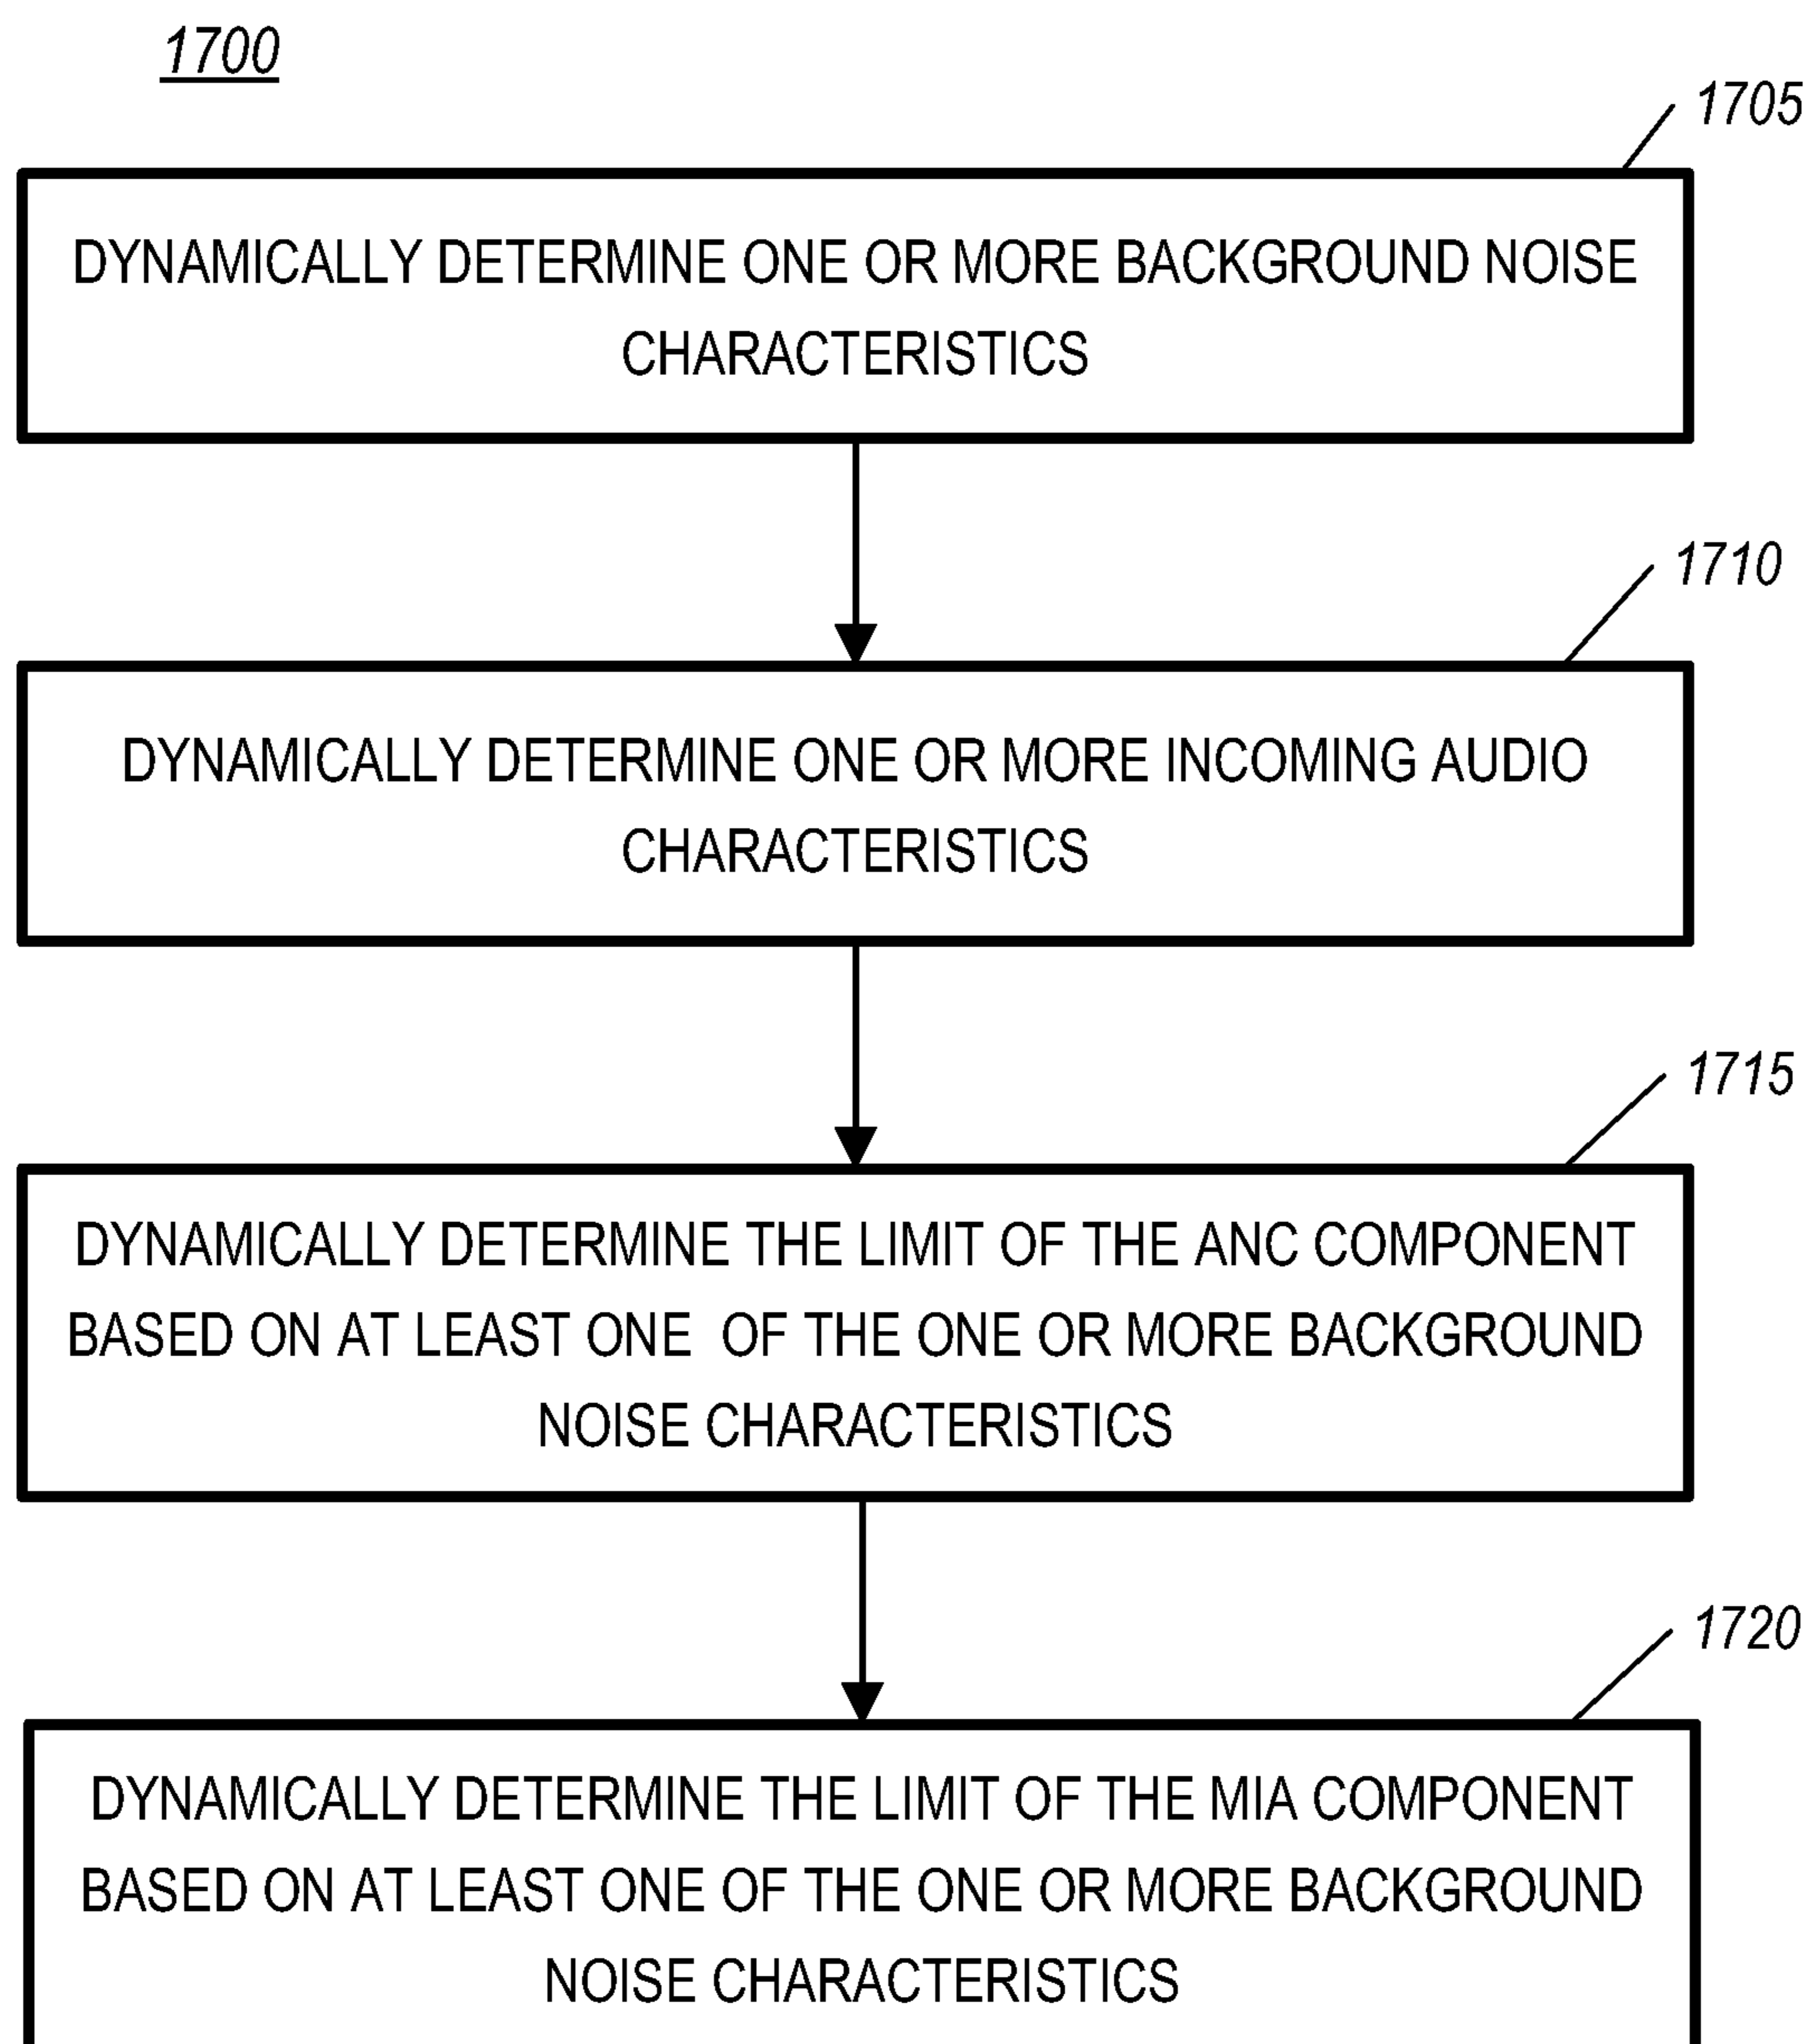 1700
1705
DYNAMICALLY DETERMINE ONE OR MORE BACKGROUND NOISE
CHARACTERISTICS
1710
DYNAMICALLY DETERMINE ONE OR MORE INCOMING AUDIO
CHARACTERISTICS
1715
DYNAMICALLY DETERMINE THE LIMIT OF THE ANC COMPONENT
BASED ON AT LEAST ONE OF THE ONE OR MORE BACKGROUND
NOISE CHARACTERISTICS
1720
DYNAMICALLY DETERMINE THE LIMIT OF THE MIA COMPONENT
BASED ON AT LEAST ONE OF THE ONE OR MORE BACKGROUND
NOISE CHARACTERISTICS